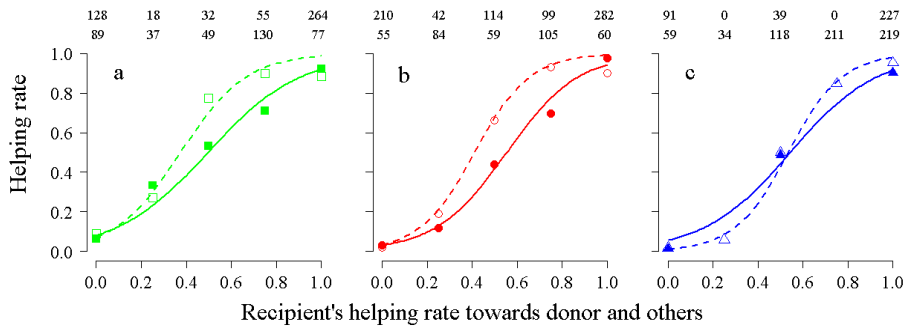 128 18 32 55 264 210 42 114 99 282 91 0 39 0 227
89 37 49 130 77 55 84 59 105 60 59 34 118 211 219
1.0
0.8
0.6
0.4
0.2
0.0
Helping rate
a b c
0.0 0.2 0.4 0.6 0.8 1.0 0.0 0.2 0.4 0.6 0.8 1.0 0.0 0.2 0.4 0.6 0.8 1.0
Recipient's helping rate towards donor and others